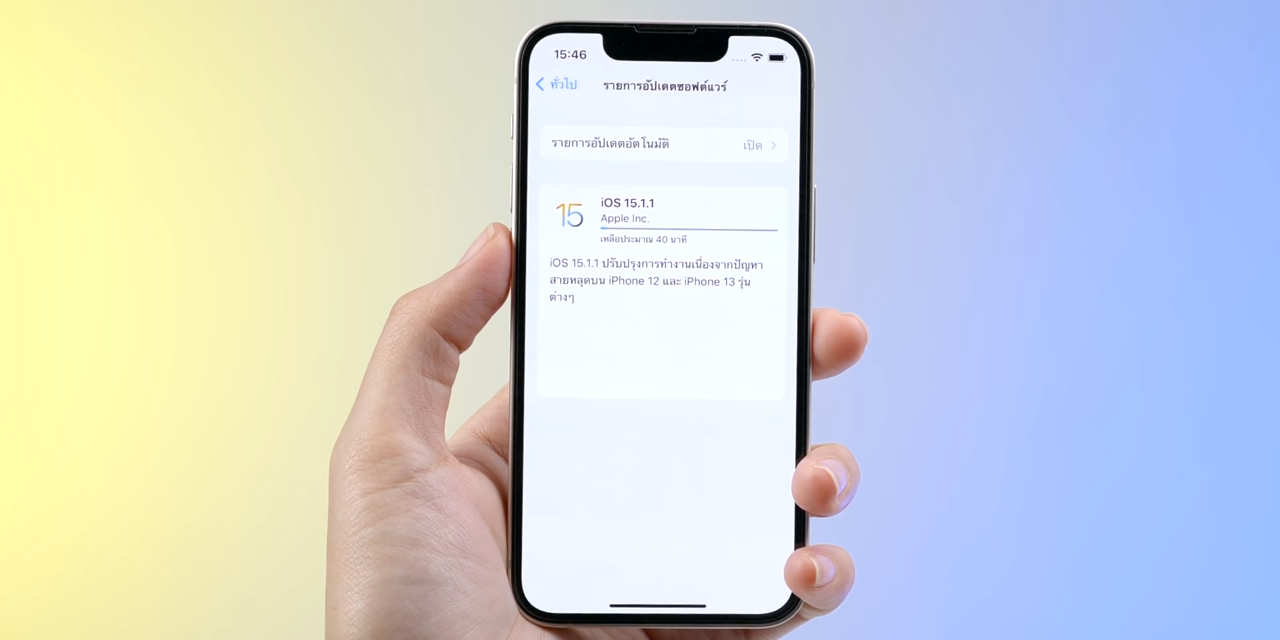 15:46
ทั่วไป
รายการอัปเดตซอฟต์แวร์
รายการอัปเดตอัตโนมัติ
เปิด
15
iOS 15.1.1
Apple Inc.
เหลือประมาณ 40 นาที
iOS 15.1.1 ปรับปรุงการทำงานเนื่องจากปัญหา
สายหลุดบน iPhone 12 และ iPhone 13 รุ่น
ต่างๆ